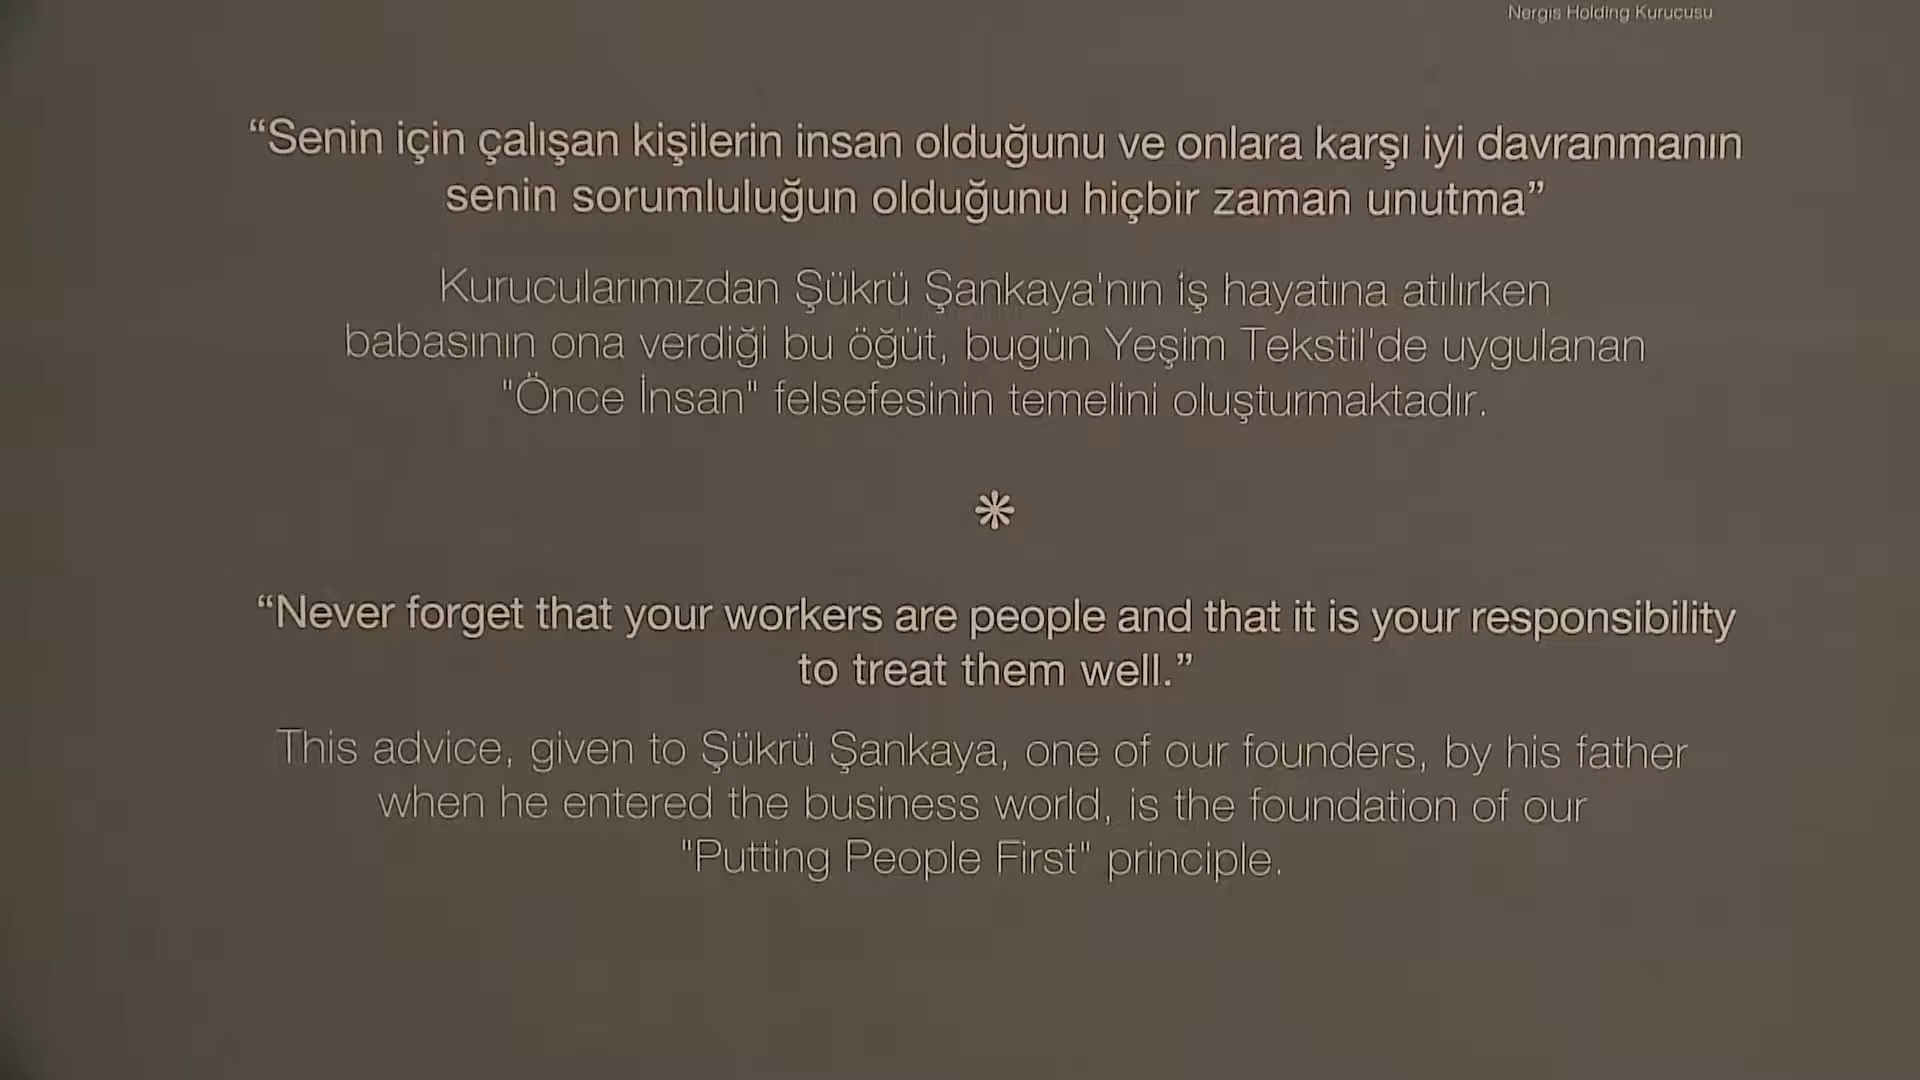 Nergis Holding Kurucusu
“Senin için çalışan kişilerin insan olduğunu ve onlara karşı iyi davranmanın
senin sorumluluğun olduğunu hiçbir zaman unutma”
Kurucularımızdan Şükrü Şankaya'nın iş hayatına atılırken
babasının ona verdiği bu öğüt, bugün Yeşim Tekstil'de uygulanan
"Önce İnsan" felsefesinin temelini oluşturmaktadır.
“Never forget that your workers are people and that it is your responsibility
to treat them well.”
This advice, given to Şükrü Şankaya, one of our founders, by his father
when he entered the business world, is the foundation of our
"Putting People First" principle.